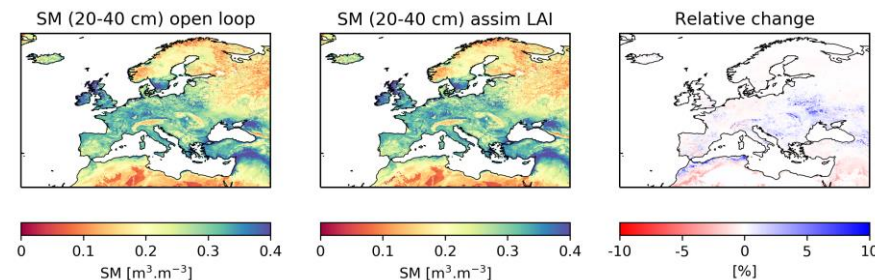 SM (20-40 cm) open loop
SM (20-40 cm) assim LAI
Relative change
0 0.1 0.2 0.3 0.4
SM [m³.m⁻³]
0 0.1 0.2 0.3 0.4
SM [m³.m⁻³]
-10 -5 0 5 10
[%]